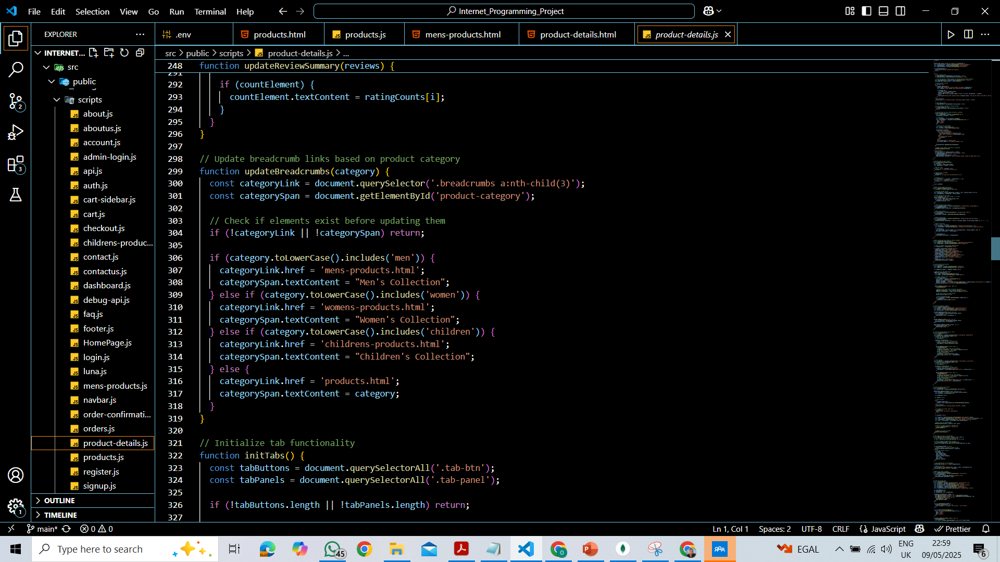 File Edit Selection View Go Run Terminal Help
Internet_Programming_Project
EXPLORER
.env
products.html
products.js
mens-products.html
product-details.html
product-details.js
INTERNET...
src > public > scripts > product-details.js > ...
src
public
scripts
about.js
aboutus.js
account.js
admin-login.js
api.js
auth.js
cart-sidebar.js
cart.js
checkout.js
childrens-produc...
contact.js
contactus.js
dashboard.js
debug-api.js
faq.js
footer.js
HomePage.js
login.js
luna.js
mens-products.js
navbar.js
order-confirmati...
orders.js
product-details.js
products.js
register.js
signup.js
OUTLINE
TIMELINE
2
3
1
248 function updateReviewSummary(reviews) {
291
292 if (countElement) {
293 countElement.textContent = ratingCounts[i];
294 }
295 }
296 }
297
298 // Update breadcrumb links based on product category
299 function updateBreadcrumbs(category) {
300 const categoryLink = document.querySelector('.breadcrumbs a:nth-child(3)');
301 const categorySpan = document.getElementById('product-category');
302
303 // Check if elements exist before updating them
304 if (!categoryLink || !categorySpan) return;
305
306 if (category.toLowerCase().includes('men')) {
307 categoryLink.href = 'mens-products.html';
308 categorySpan.textContent = "Men's Collection";
309 } else if (category.toLowerCase().includes('women')) {
310 categoryLink.href = 'womens-products.html';
311 categorySpan.textContent = "Women's Collection";
312 } else if (category.toLowerCase().includes('children')) {
313 categoryLink.href = 'childrens-products.html';
314 categorySpan.textContent = "Children's Collection";
315 } else {
316 categoryLink.href = 'products.html';
317 categorySpan.textContent = category;
318 }
319 }
320
321 // Initialize tab functionality
322 function initTabs() {
323 const tabButtons = document.querySelectorAll('.tab-btn');
324 const tabPanels = document.querySelectorAll('.tab-panel');
325
326 if (!tabButtons.length || !tabPanels.length) return;
327
main* 0 0
Ln 1, Col 1 Spaces: 2 UTF-8 CRLF {} JavaScript Prettier
Type here to search
45
EGAL
ENG
UK
22:59
09/05/2025
6